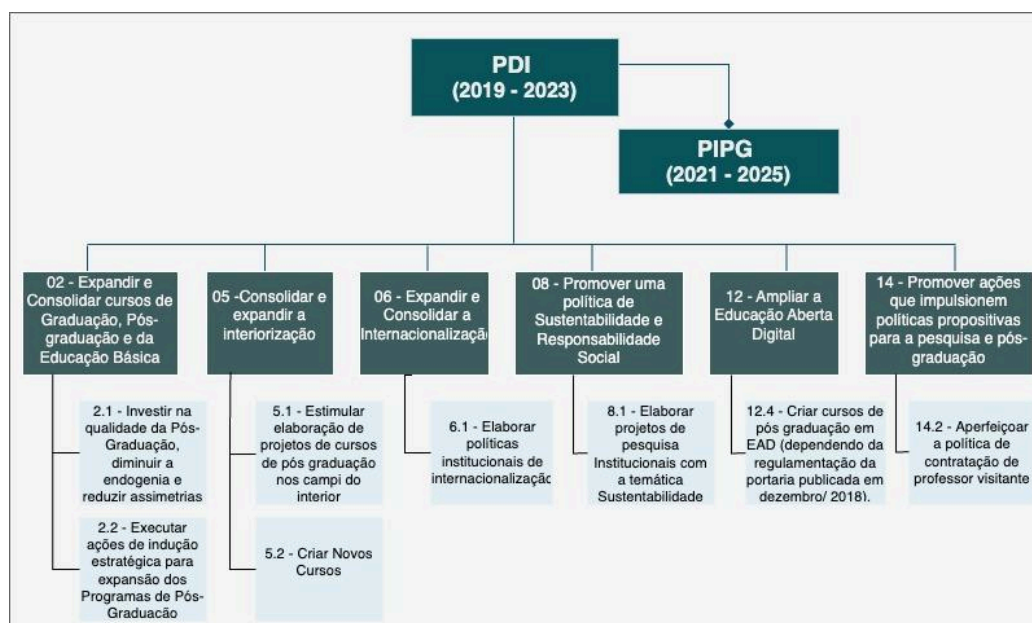 PDI
(2019 - 2023)
PIPG
(2021 - 2025)
02 - Expandir e
Consolidar cursos de
Graduação, Pós-
graduação e da
Educação Básica
05 -Consolidar e
expandir a
interiorização
06 - Expandir e
Consolidar a
Internacionalização
08 - Promover uma
política de
Sustentabilidade e
Responsabilidade
Social
12 - Ampliar a
Educação Aberta
Digital
14 - Promover ações
que impulsionem
políticas propositivas
para a pesquisa e pós-
graduação
2.1 - Investir na
qualidade da Pós-
Graduação,
diminuir a
endogenia e
reduzir assimetrias
5.1 - Estimular
elaboração de
projetos de cursos
de pós graduação
nos campi do
interior
6.1 - Elaborar
políticas
institucionais de
internacionalização
8.1 - Elaborar
projetos de
pesquisa
Institucionais com
a temática
Sustentabilidade
12.4 - Criar cursos de
pós graduação em
EAD (dependendo da
regulamentação da
portaria publicada em
dezembro/ 2018).
14.2 - Aperfeiçoar
a política de
contratação de
professor visitante
2.2 - Executar
ações de indução
estratégica para
expansão dos
Programas de Pós-
Graduação
5.2 - Criar Novos
Cursos